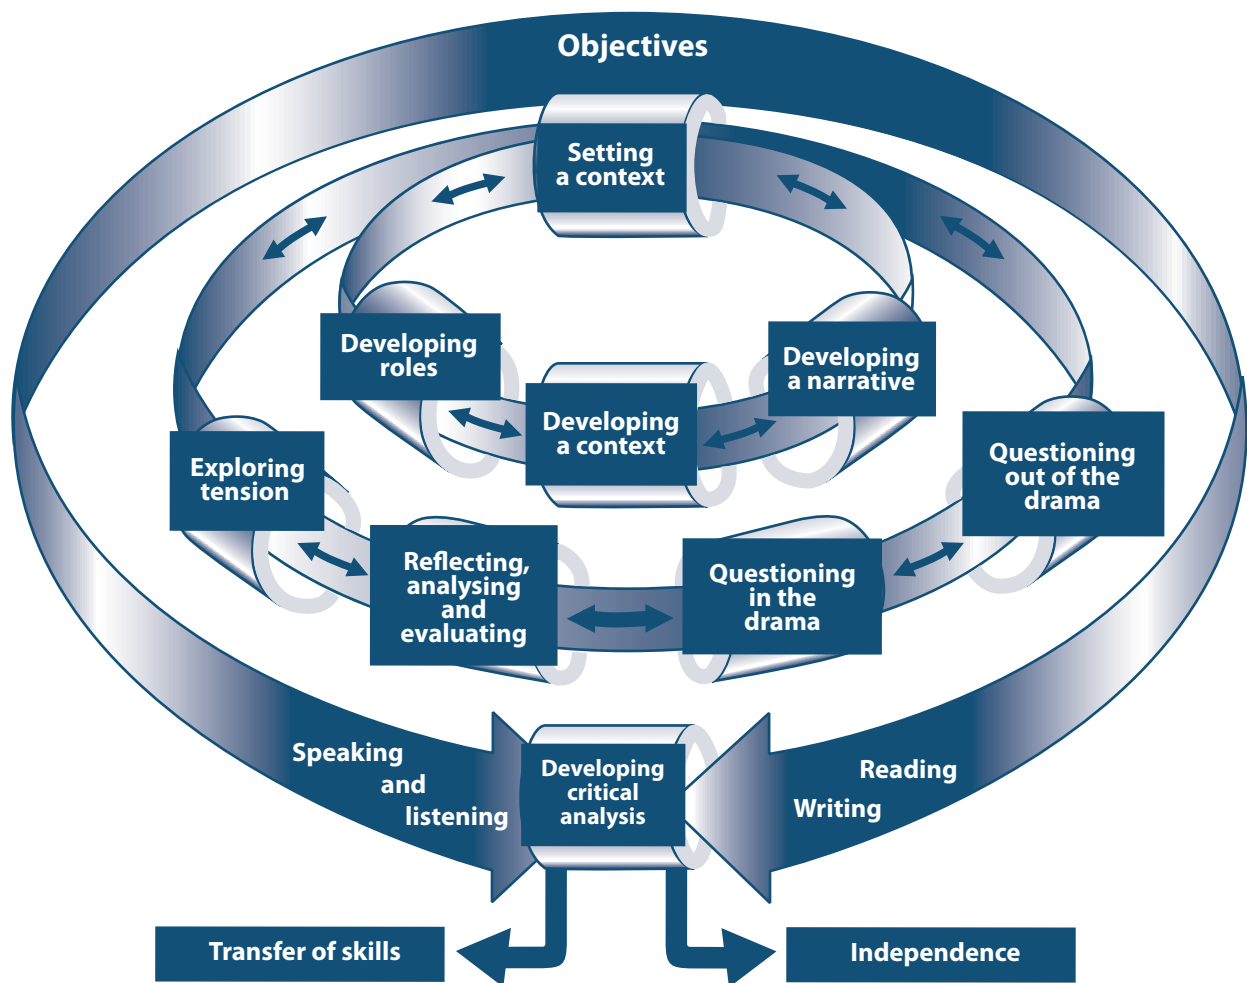 Objectives
Setting
a context
Developing
roles
Developing
a narrative
Developing
a context
Exploring
tension
Questioning
out of the
drama
Reflecting,
analysing
and
evaluating
Questioning
in the
drama
Speaking
and
listening
Developing
critical
analysis
Reading
Writing
Transfer of skills
Independence